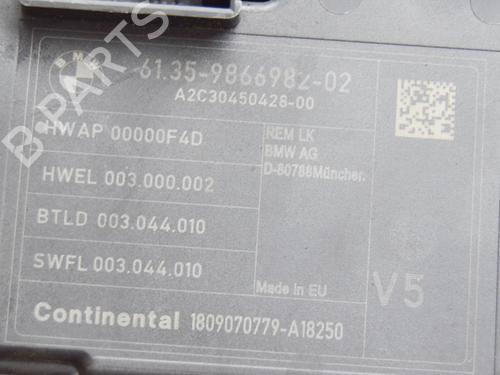 BMW
61.35-9866982-02
A2C30450428-00
HWAP 00000F4D
HWEL 003.000.002
BTLD 003.044.010
SWFL 003.044.010
REM LK
BMW AG
D-80788München
Made in EU
V5
Continental 1809070779-A18250
B-PARTS